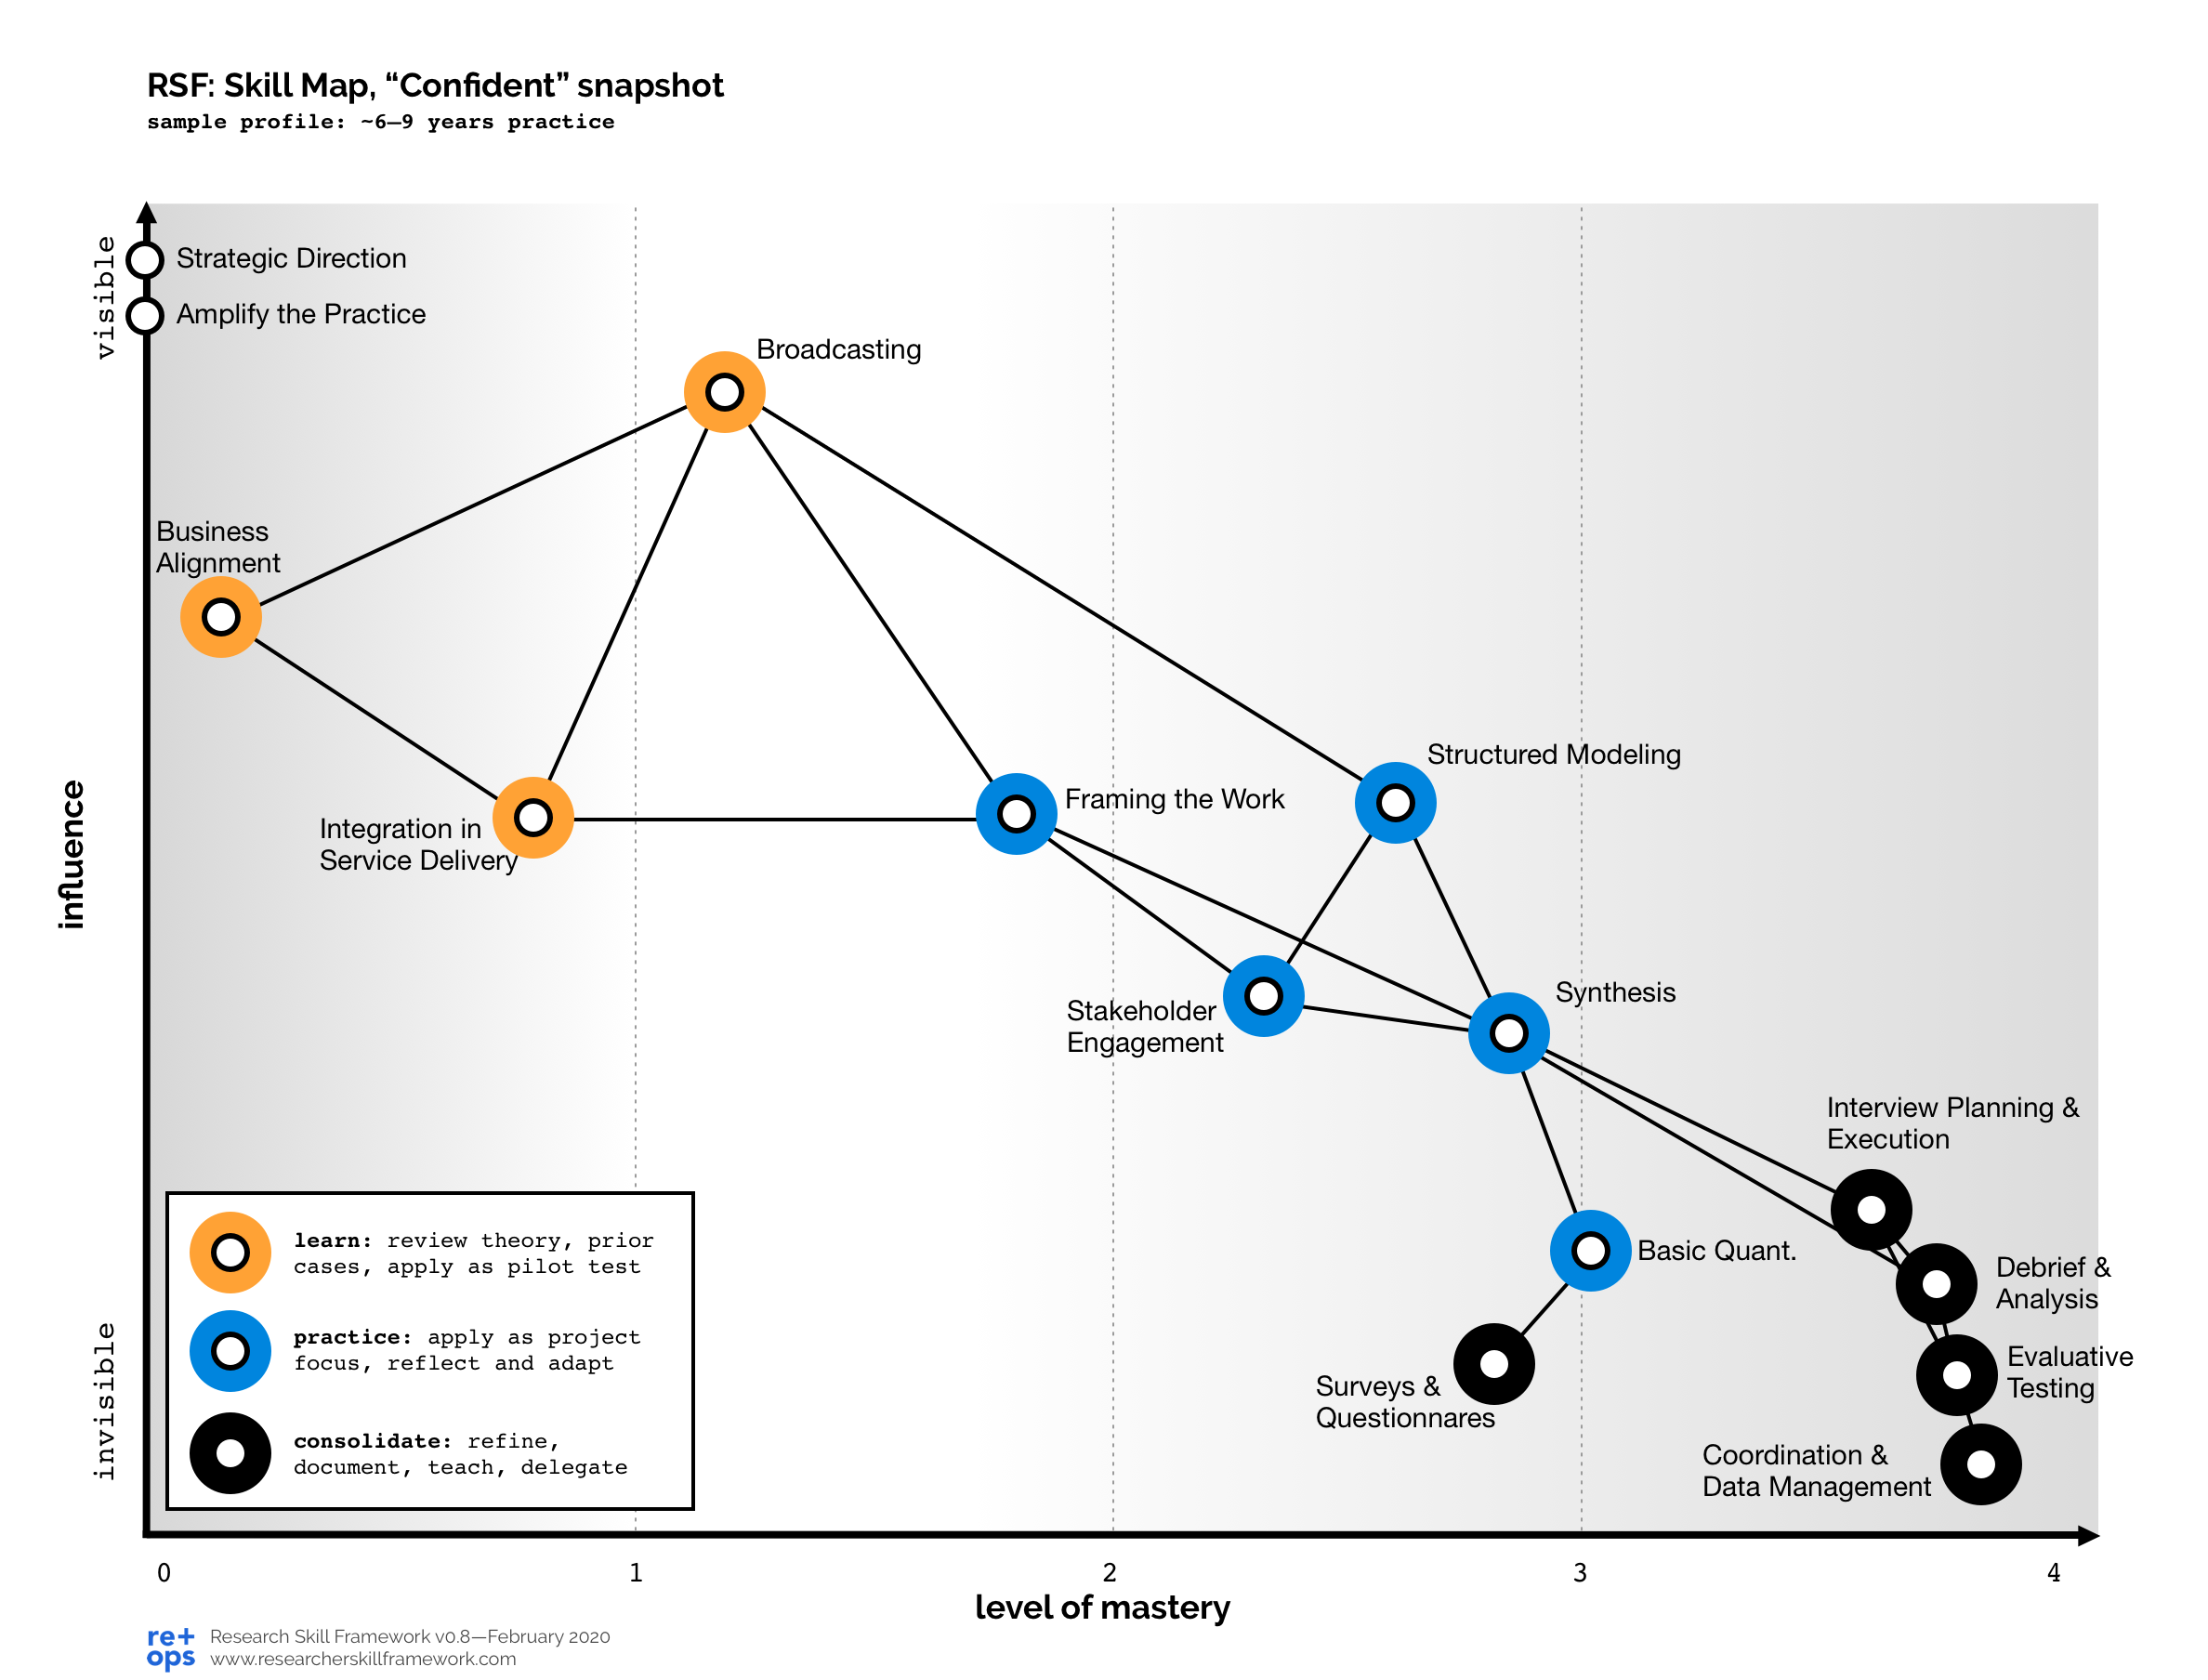 RSF: Skill Map, “Confident” snapshot
sample profile: ~6—9 years practice
visible
Strategic Direction
Amplify the Practice
Broadcasting
Business
Alignment
Structured Modeling
Framing the Work
Integration in
Service Delivery
influence
Synthesis
Stakeholder
Engagement
Interview Planning &
Execution
Basic Quant.
Debrief &
Analysis
Evaluative
Testing
Surveys &
Questionnares
Coordination &
Data Management
learn: review theory, prior
cases, apply as pilot test
practice: apply as project
focus, reflect and adapt
consolidate: refine,
document, teach, delegate
invisible
0 1 2 3 4
level of mastery
re+
ops
Research Skill Framework v0.8—February 2020
www.researcherskillframework.com